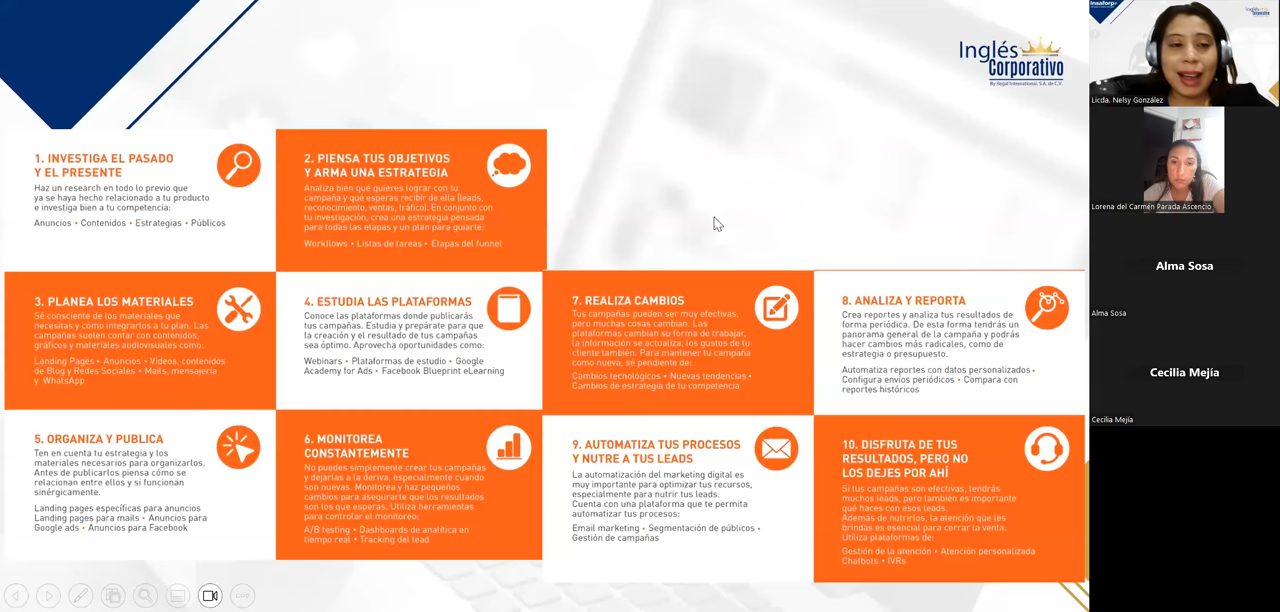 Inglés
Corporativo
By Regal International, S.A. de C.V.
1. INVESTIGA EL PASADO
Y EL PRESENTE
Haz un research en todo lo previo que
ya se haya hecho relacionado a tu producto
e investiga bien a tu competencia:
Anuncios • Contenidos • Estrategias • Públicos
2. PIENSA TUS OBJETIVOS
Y ARMA UNA ESTRATEGIA
Analiza bien qué quieres lograr con tu
campaña y qué esperas recibir de ella (leads,
reconocimiento, ventas, tráfico). En conjunto con
tu investigación, crea una estrategia pensada
para todas las etapas y un plan para guiarte:
Workflows • Listas de tareas • Etapas del funnel
3. PLANEA LOS MATERIALES
Sé consciente de los materiales que
necesitas y cómo integrarlos a tu plan. Las
campañas suelen contar con contenidos,
gráficos y materiales audiovisuales como:
Landing Pages • Anuncios • Videos, contenidos
de Blog y Redes Sociales • Mails, mensajería
y WhatsApp
4. ESTUDIA LAS PLATAFORMAS
Conoce las plataformas donde publicarás
tus campañas. Estudia y prepárate para que
la creación y el resultado de tus campañas
sea óptimo. Aprovecha oportunidades como:
Webinars • Plataformas de estudio • Google
Academy for Ads • Facebook Blueprint eLearning
5. ORGANIZA Y PUBLICA
Ten en cuenta tu estrategia y los
materiales necesarios para organizarlos.
Antes de publicarlos piensa cómo se
relacionan entre ellos y si funcionan
sinérgicamente.
Landing pages específicas para anuncios
Landing pages para mails • Anuncios para
Google ads • Anuncios para Facebook
6. MONITOREA
CONSTANTEMENTE
No puedes simplemente crear tus campañas
y dejarlas a la deriva, especialmente cuando
son nuevas. Monitorea y haz pequeños
cambios para asegurarte que los resultados
son los que esperas. Utiliza herramientas
para controlar el monitoreo:
A/B testing • Dashboards de analítica en
tiempo real • Tracking del lead
7. REALIZA CAMBIOS
Tus campañas pueden ser muy efectivas,
pero muchas cosas cambian. Las
plataformas cambian su forma de trabajar,
la información se actualiza, los gustos de tu
cliente también. Para mantener tu campaña
como nueva, sé pendiente de:
Cambios tecnológicos • Nuevas tendencias •
Cambios de estrategia de tu competencia
8. ANALIZA Y REPORTA
Crea reportes y analiza tus resultados de
forma periódica. De esta forma tendrás un
panorama general de la campaña y podrás
hacer cambios más radicales, como de
estrategia o presupuesto.
Automatiza reportes con datos personalizados •
Configura envíos periódicos • Compara con
reportes históricos
9. AUTOMATIZA TUS PROCESOS
Y NUTRE A TUS LEADS
La automatización del marketing digital es
muy importante para optimizar tus recursos,
especialmente para nutrir tus leads.
Cuenta con una plataforma que te permita
automatizar tus procesos:
Email marketing • Segmentación de públicos •
Gestión de campañas
10. DISFRUTA DE TUS
RESULTADOS, PERO NO
LOS DEJES POR AHÍ
Si tus campañas son efectivas, tendrás
muchos leads, pero también es importante
qué haces con esos leads.
Además de nutrirlos, la atención que les
brindas es esencial para cerrar la venta.
Utiliza plataformas de:
Gestión de la atención • Atención personalizada
Chatbots • IVRs
Insaforp
Inglés
Corporativo
Licda. Nelsy González
Lorena del Carmen Parada Ascencio
Alma Sosa
Alma Sosa
Cecilia Mejía
Cecilia Mejía